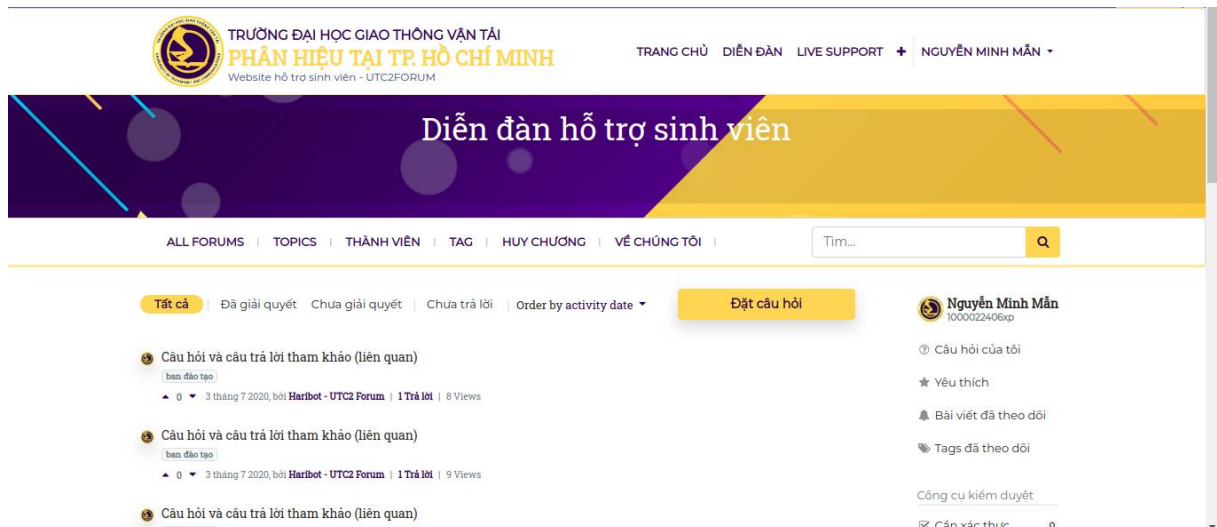 TRƯỜNG ĐẠI HỌC GIAO THÔNG VẬN TẢI
PHÂN HIỆU TẠI TP. HỒ CHÍ MINH
Website hỗ trợ sinh viên - UTC2FORUM
TRANG CHỦ DIỄN ĐÀN LIVE SUPPORT + NGUYỄN MINH MẪN
Diễn đàn hỗ trợ sinh viên
ALL FORUMS | TOPICS | THÀNH VIÊN | TAG | HUY CHƯƠNG | VỀ CHÚNG TÔI |
Tìm...
Tất cả | Đã giải quyết Chưa giải quyết | Chưa trả lời | Order by activity date
Đặt câu hỏi
Câu hỏi và câu trả lời tham khảo (liên quan)
ban đào tạo
0 3 tháng 7 2020, bởi Haribot - UTC2 Forum | 1 Trả lời | 8 Views
Câu hỏi và câu trả lời tham khảo (liên quan)
ban đào tạo
0 3 tháng 7 2020, bởi Haribot - UTC2 Forum | 1 Trả lời | 9 Views
Câu hỏi và câu trả lời tham khảo (liên quan)
Nguyễn Minh Mẫn
1000022406xp
Câu hỏi của tôi
Yêu thích
Bài viết đã theo dõi
Tags đã theo dõi
Công cụ kiểm duyệt
Cần xác thực 0